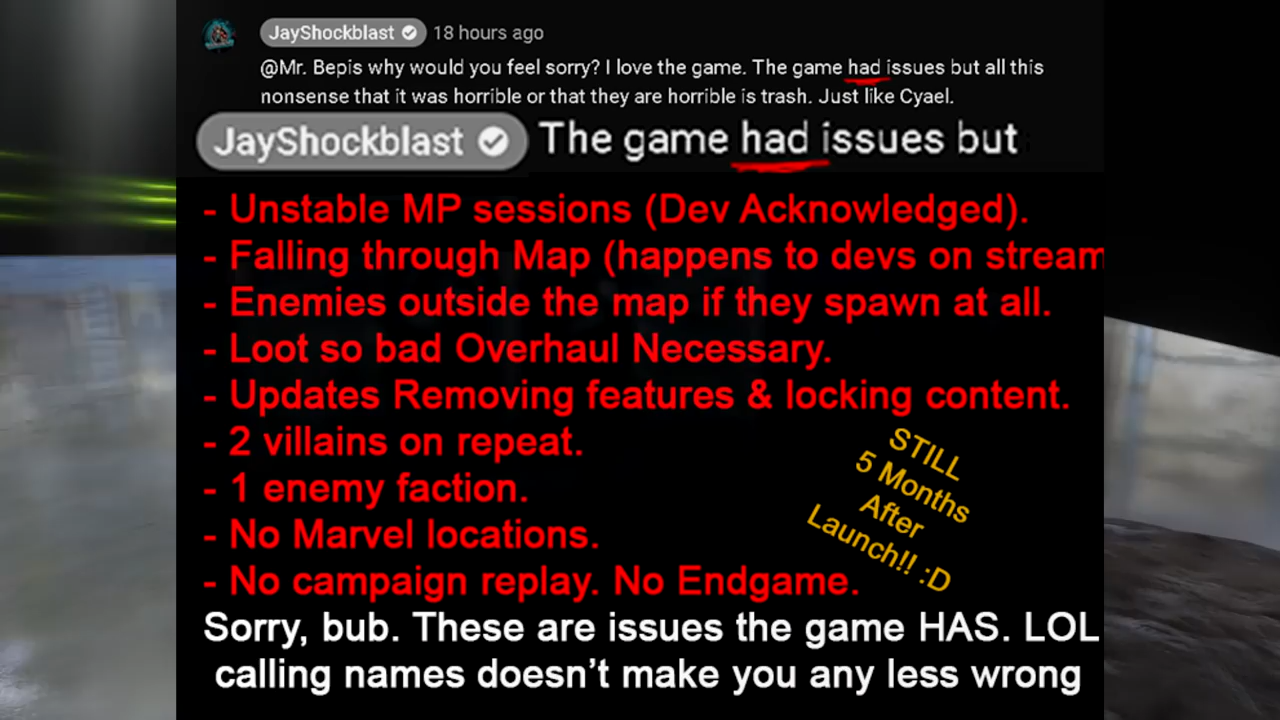 JayShockblast 18 hours ago
@Mr. Bepis why would you feel sorry? I love the game. The game had issues but all this
nonsense that it was horrible or that they are horrible is trash. Just like Cyael.
JayShockblast The game had issues but
- Unstable MP sessions (Dev Acknowledged).
- Falling through Map (happens to devs on stream
- Enemies outside the map if they spawn at all.
- Loot so bad Overhaul Necessary.
- Updates Removing features & locking content.
- 2 villains on repeat.
- 1 enemy faction.
- No Marvel locations.
- No campaign replay. No Endgame.
STILL
5 Months
After
Launch!! :D
Sorry, bub. These are issues the game HAS. LOL
calling names doesn't make you any less wrong